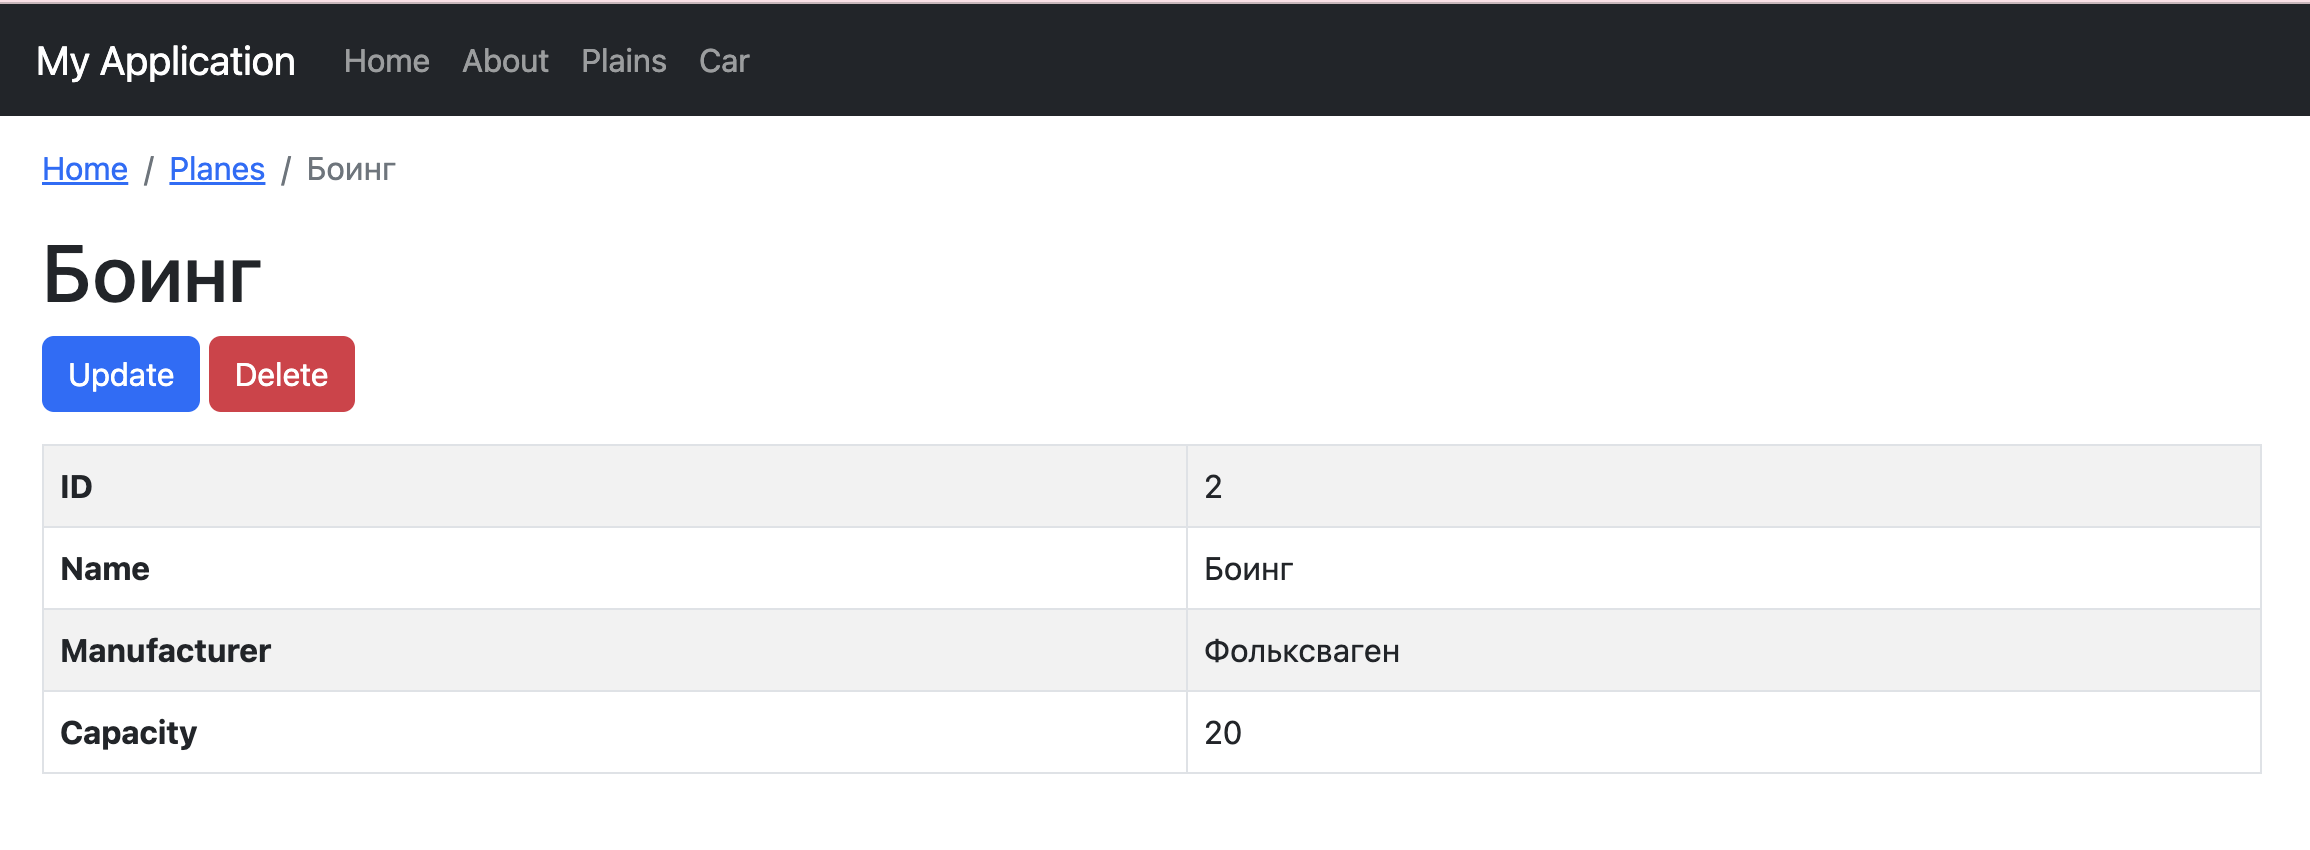 My Application Home About Plains Car
Home / Planes / Боинг
Боинг
Update Delete
ID 2
Name Боинг
Manufacturer Фольксваген
Capacity 20